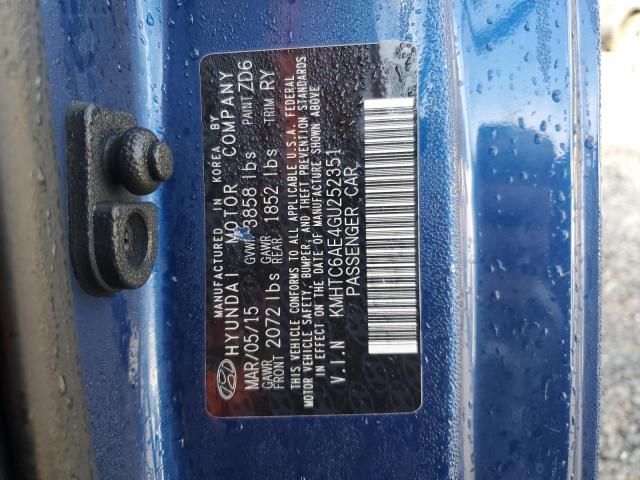 MANUFACTURED IN KOREA BY
HYUNDAI MOTOR COMPANY
MAR/05/15 GVWR 3858 lbs PAINT ZD6
GAWR FRONT 2072 lbs GAWR REAR 1852 lbs TRIM RY
THIS VEHICLE CONFORMS TO ALL APPLICABLE U.S.A. FEDERAL
MOTOR VEHICLE SAFETY, BUMPER, AND THEFT PREVENTION STANDARDS
IN EFFECT ON THE DATE OF MANUFACTURE SHOWN ABOVE
V.I.N KMHTC6AE4GU252351
PASSENGER CAR